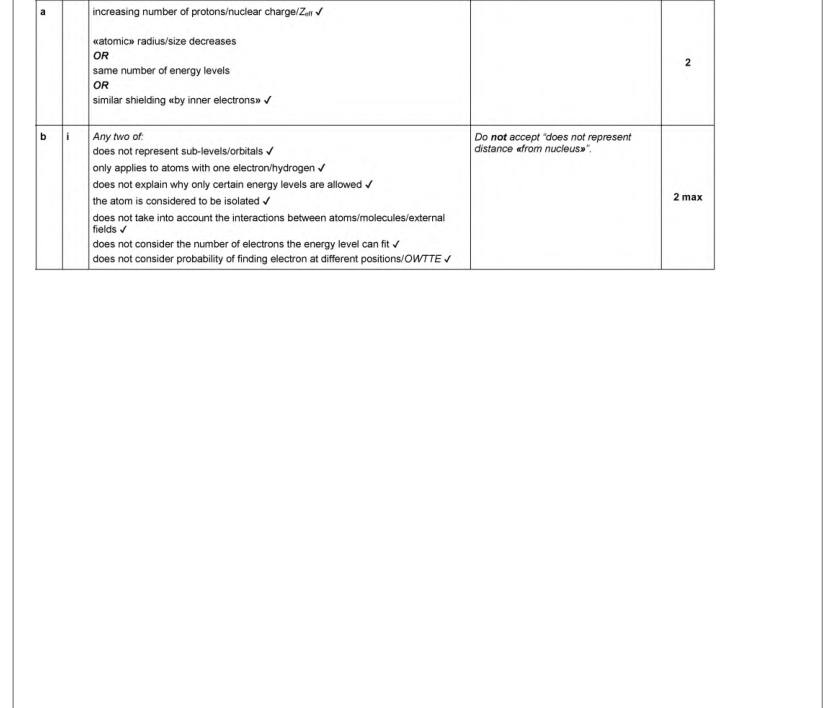 a
increasing number of protons/nuclear charge/Zeff ✓
«atomic» radius/size decreases
OR
same number of energy levels
OR
similar shielding «by inner electrons» ✓
2
b i
Any two of:
does not represent sub-levels/orbitals ✓
only applies to atoms with one electron/hydrogen ✓
does not explain why only certain energy levels are allowed ✓
the atom is considered to be isolated ✓
does not take into account the interactions between atoms/molecules/external
fields ✓
does not consider the number of electrons the energy level can fit ✓
does not consider probability of finding electron at different positions/OWTTE ✓
Do not accept "does not represent
distance «from nucleus»".
2 max